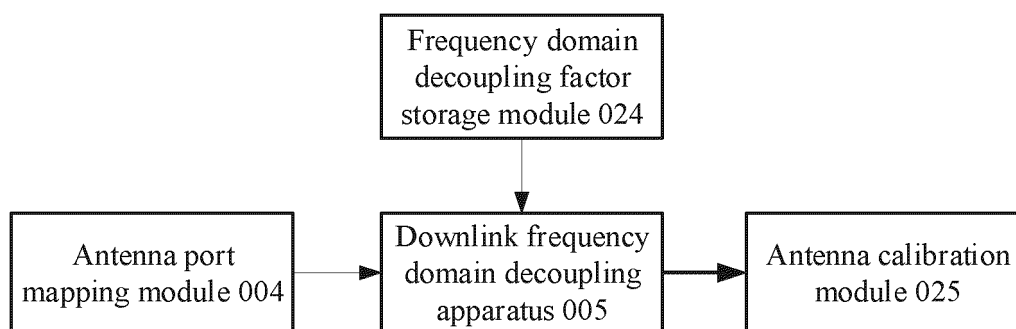 Frequency domain
decoupling factor
storage module 024
Antenna port
mapping module 004
Downlink frequency
domain decoupling
apparatus 005
Antenna calibration
module 025